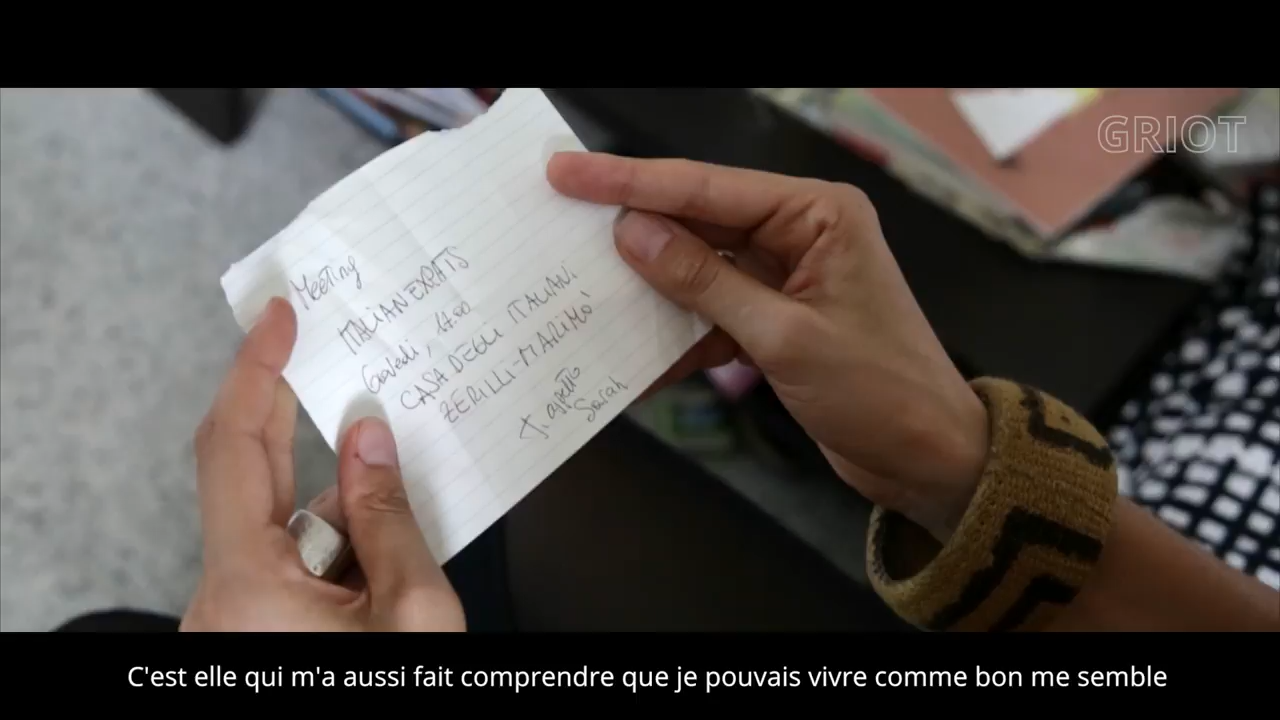 GRIOT
Meeting
ITALIAN EXPATS
Giovedì, 17.00
CASA DEGLI ITALIANI
ZERILLI-MARIMÒ
Ti aspetto
Sarah
C'est elle qui m'a aussi fait comprendre que je pouvais vivre comme bon me semble